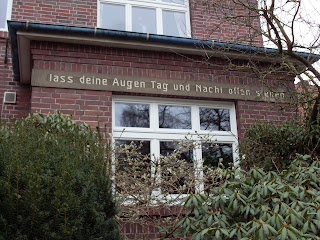 lass deine Augen Tag und Nacht offen stehen